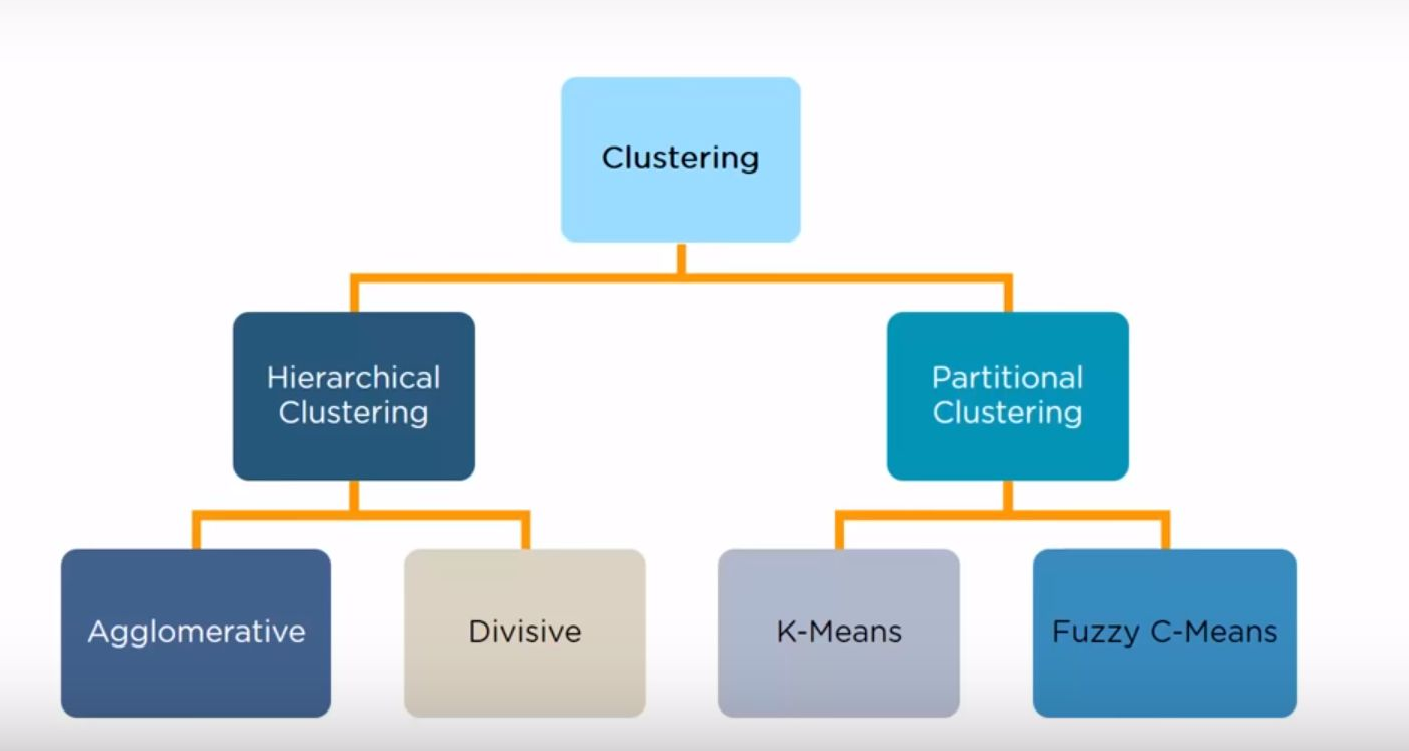 Clustering
Hierarchical
Clustering
Partitional
Clustering
Agglomerative
Divisive
K-Means
Fuzzy C-Means